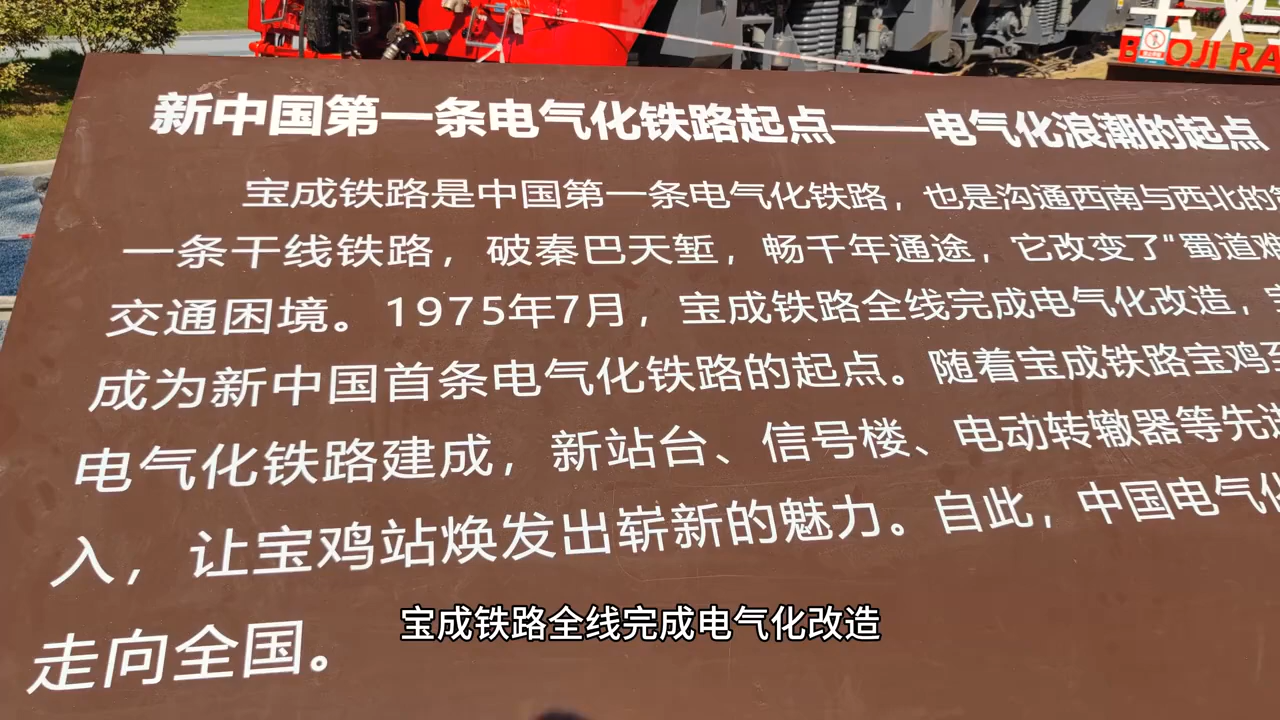 BAOJI RA
新中国第一条电气化铁路起点——电气化浪潮的起点
宝成铁路是中国第一条电气化铁路，也是沟通西南与西北的
一条干线铁路，破秦巴天堑，畅千年通途，它改变了“蜀道难
交通困境。1975年7月，宝成铁路全线完成电气化改造，宝
成为新中国首条电气化铁路的起点。随着宝成铁路宝鸡至
电气化铁路建成，新站台、信号楼、电动转辙器等先进
入，让宝鸡站焕发出崭新的魅力。自此，中国电气化
走向全国。
宝成铁路全线完成电气化改造